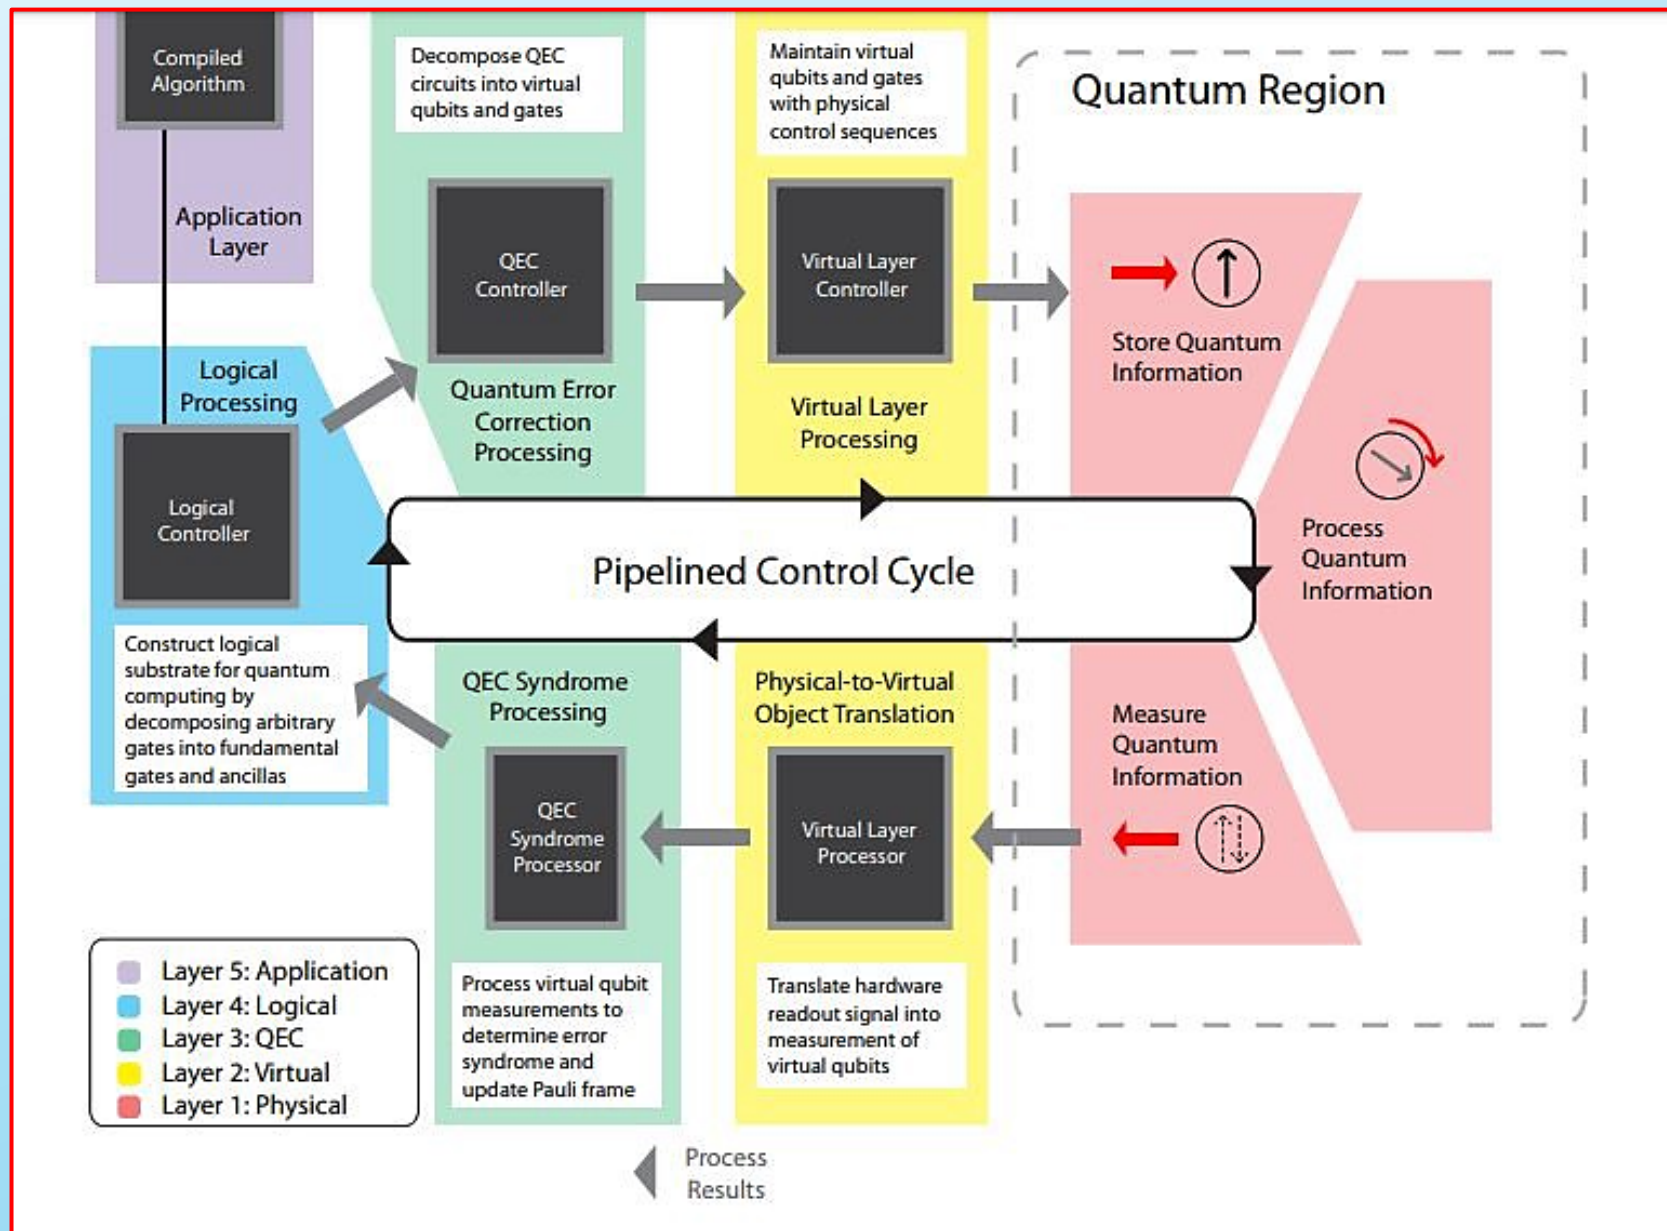 Compiled
Algorithm
Application
Layer
Decompose QEC
circuits into virtual
qubits and gates
QEC
Controller
Quantum Error
Correction
Processing
Maintain virtual
qubits and gates
with physical
control sequences
Virtual Layer
Controller
Virtual Layer
Processing
Quantum Region
Store Quantum
Information
Process
Quantum
Information
Logical
Processing
Logical
Controller
Construct logical
substrate for quantum
computing by
decomposing arbitrary
gates into fundamental
gates and ancillas
Pipelined Control Cycle
QEC Syndrome
Processing
QEC
Syndrome
Processor
Process virtual qubit
measurements to
determine error
syndrome and
update Pauli frame
Physical-to-Virtual
Object Translation
Virtual Layer
Processor
Translate hardware
readout signal into
measurement of
virtual qubits
Measure
Quantum
Information
Layer 5: Application
Layer 4: Logical
Layer 3: QEC
Layer 2: Virtual
Layer 1: Physical
Process
Results